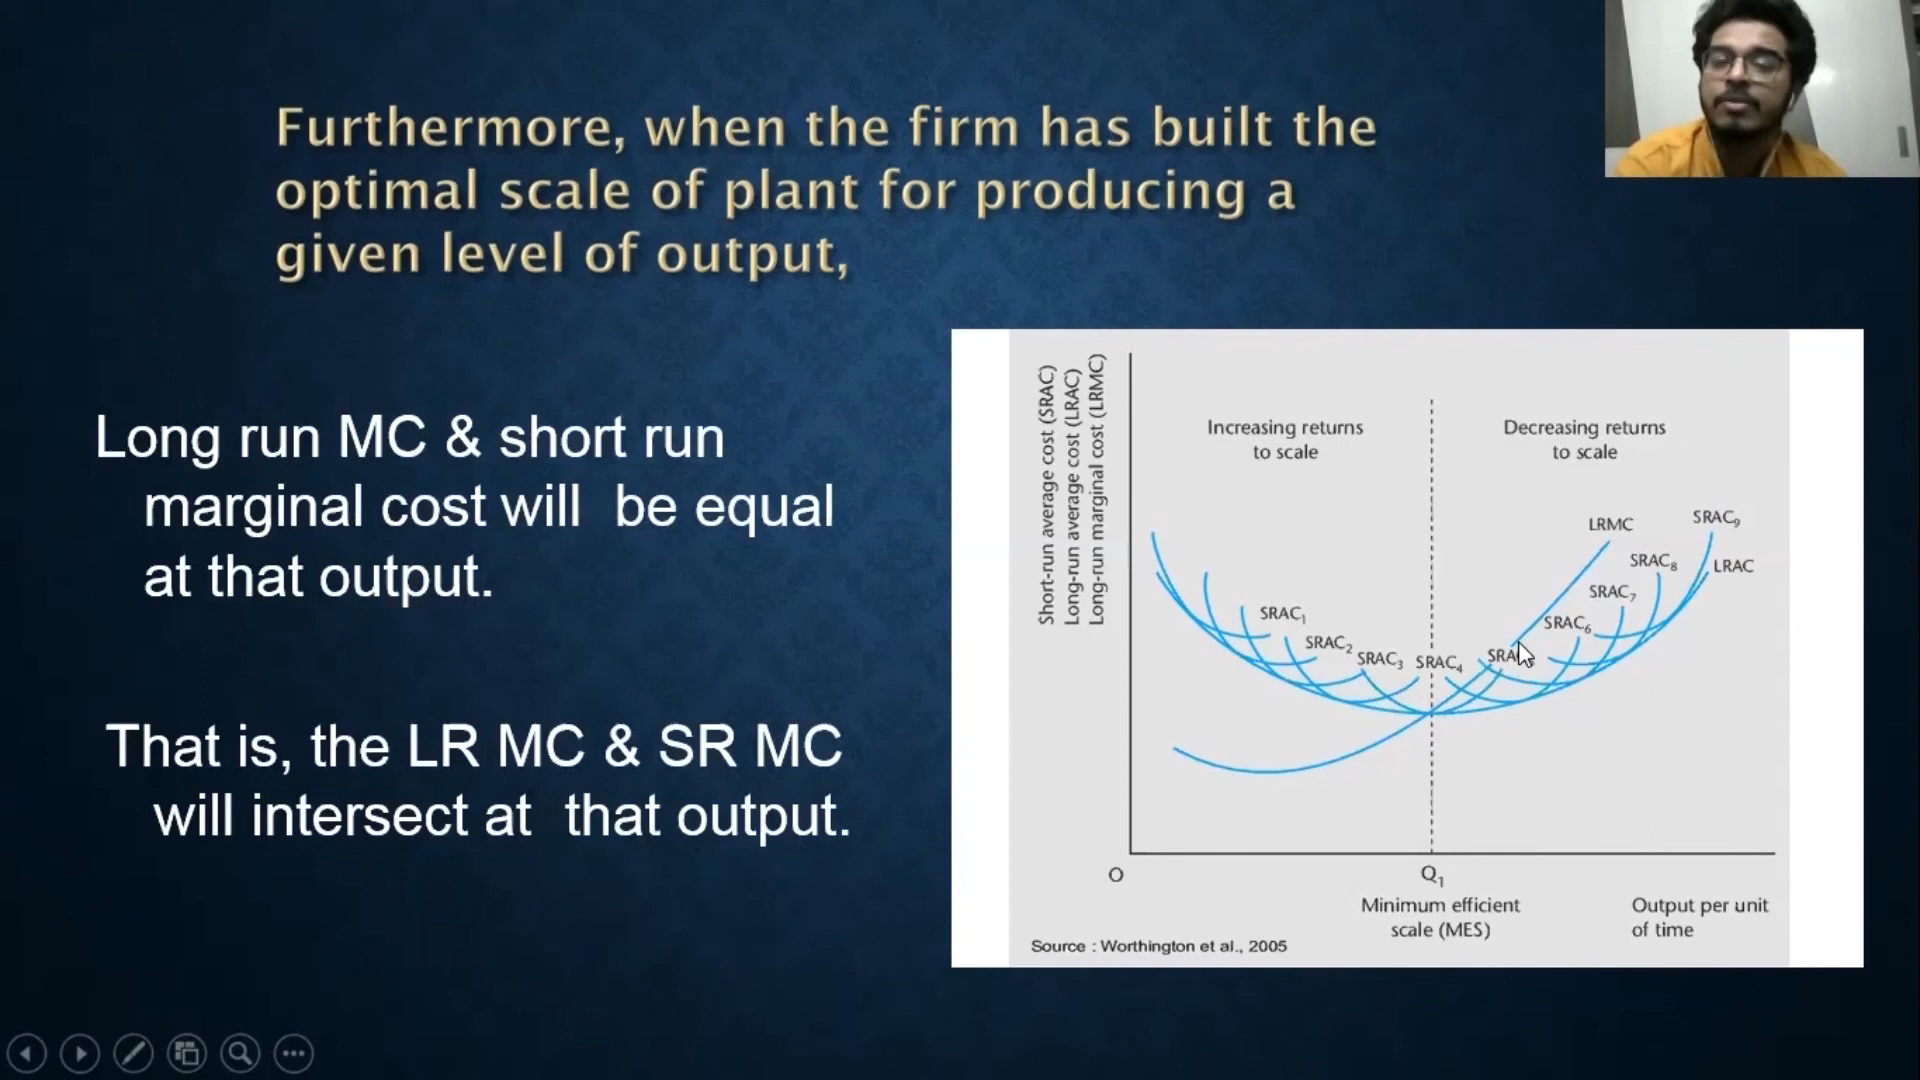 Furthermore, when the firm has built the
optimal scale of plant for producing a
given level of output,
Long run MC & short run
marginal cost will be equal
at that output.
That is, the LR MC & SR MC
will intersect at that output.
Short-run average cost (SRAC)
Long-run average cost (LRAC)
Long-run marginal cost (LRMC)
Increasing returns
to scale
Decreasing returns
to scale
LRMC
SRAC9
SRAC8
LRAC
SRAC7
SRAC1
SRAC6
SRAC2
SRAC3
SRAC4
O
Q1
Minimum efficient
scale (MES)
Output per unit
of time
Source : Worthington et al., 2005